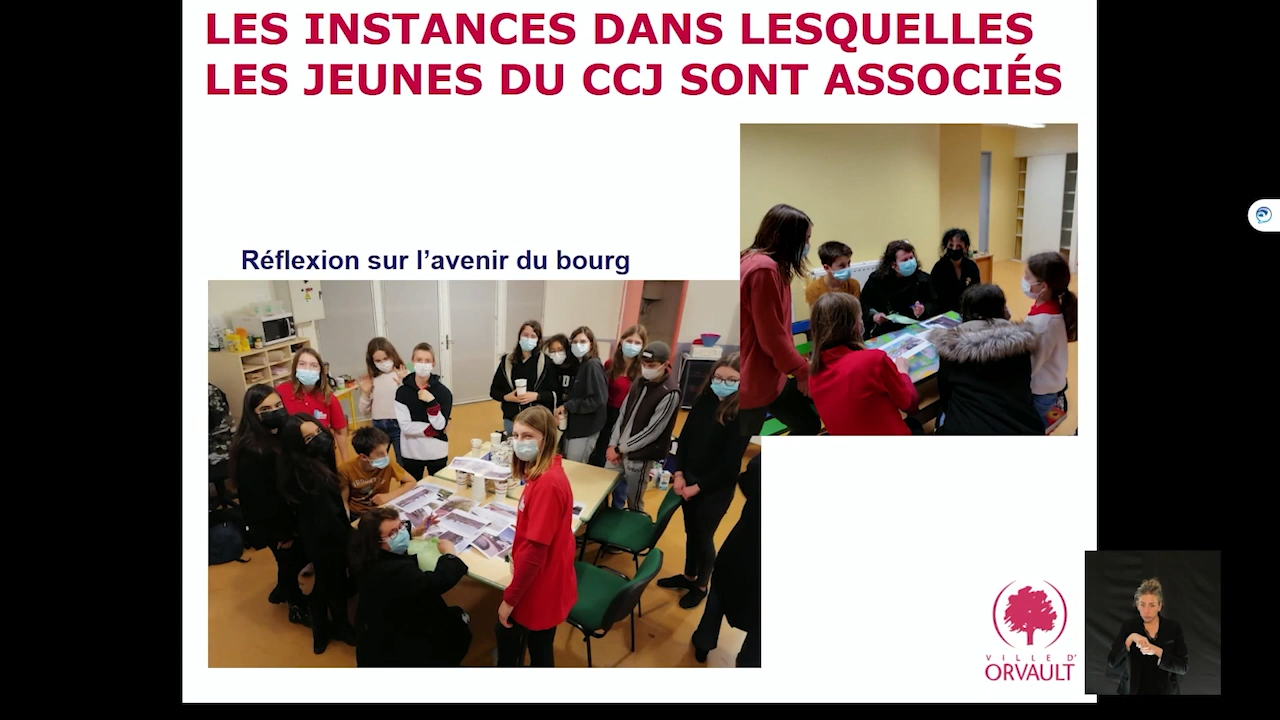 LES INSTANCES DANS LESQUELLES
LES JEUNES DU CCJ SONT ASSOCIÉS
Réflexion sur l'avenir du bourg
VILLE D'
ORVAULT